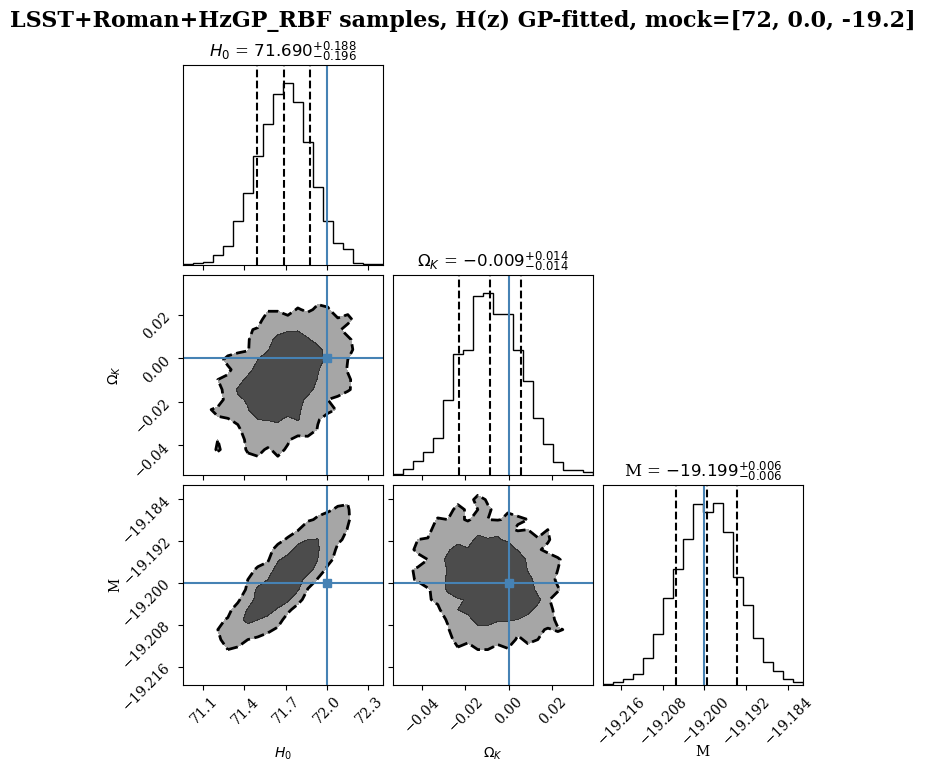 LSST+Roman+HzGP_RBF samples, H(z) GP-fitted, mock=[72, 0.0, -19.2]
H₀ = 71.690 +0.188 −0.196
Ω_K = −0.009 +0.014 −0.014
0.02
0.00
−0.02
−0.04
Ω_K
M = −19.199 +0.006 −0.006
−19.184
−19.192
−19.200
−19.208
−19.216
M
71.1 71.4 71.7 72.0 72.3
−0.04 −0.02 0.00 0.02
−19.216 −19.208 −19.200 −19.192 −19.184
H₀ Ω_K M